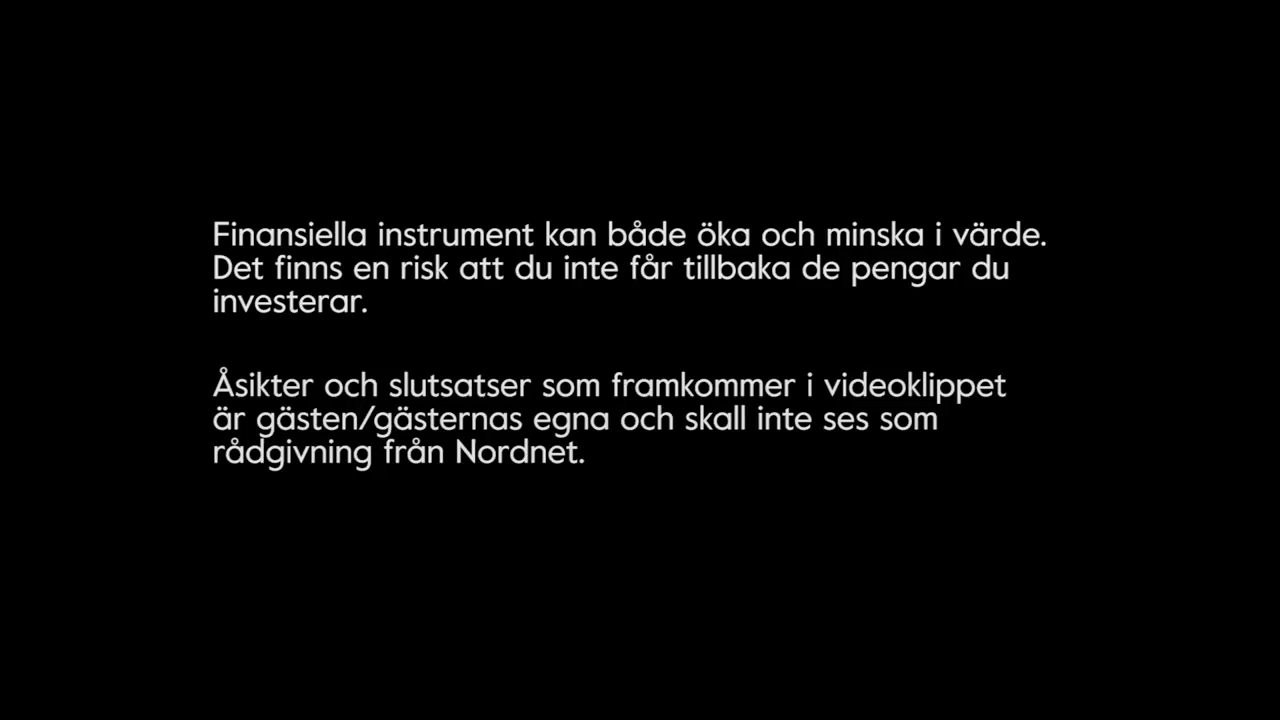 Finansiella instrument kan både öka och minska i värde.
Det finns en risk att du inte får tillbaka de pengar du
investerar.
Åsikter och slutsatser som framkommer i videoklippet
är gästen/gästernas egna och skall inte ses som
rådgivning från Nordnet.